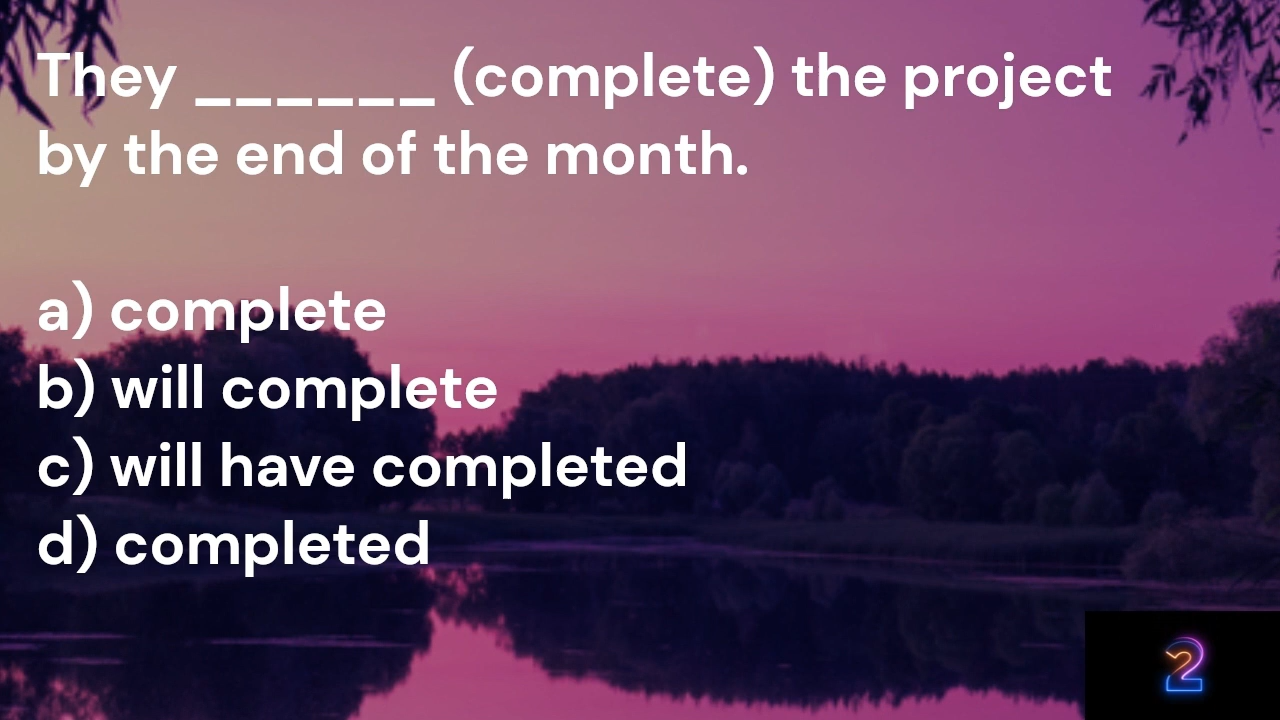 They ______ (complete) the project
by the end of the month.
a) complete
b) will complete
c) will have completed
d) completed
2